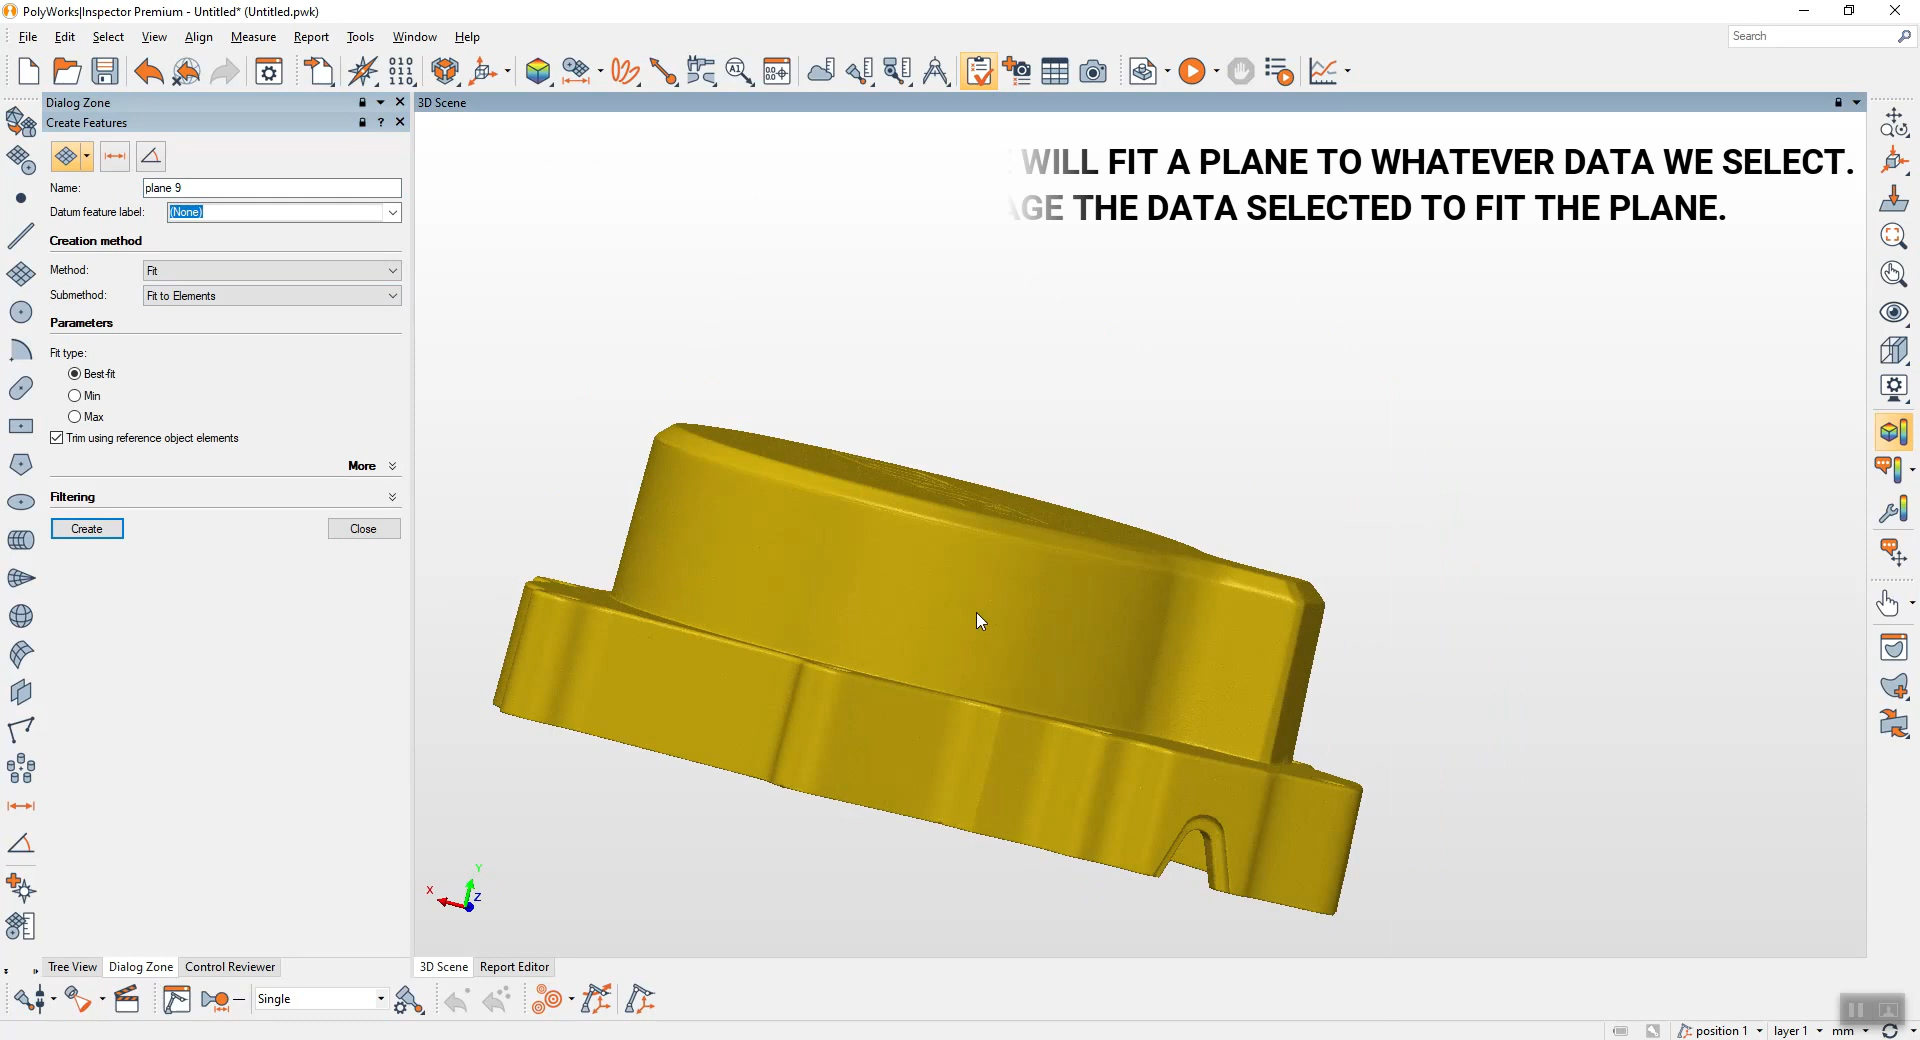 PolyWorks|Inspector Premium - Untitled* (Untitled.pwk)
File Edit Select View Align Measure Report Tools Window Help
Search
Dialog Zone
3D Scene
Create Features
WILL FIT A PLANE TO WHATEVER DATA WE SELECT.
THE DATA SELECTED TO FIT THE PLANE.
Name: plane 9
Datum feature label: (None)
Creation method
Method: Fit
Submethod: Fit to Elements
Parameters
Fit type:
Best-fit
Min
Max
Trim using reference object elements
More
Filtering
Create Close
X Y Z
Tree View Dialog Zone Control Reviewer
3D Scene Report Editor
Single
position 1 layer 1 mm